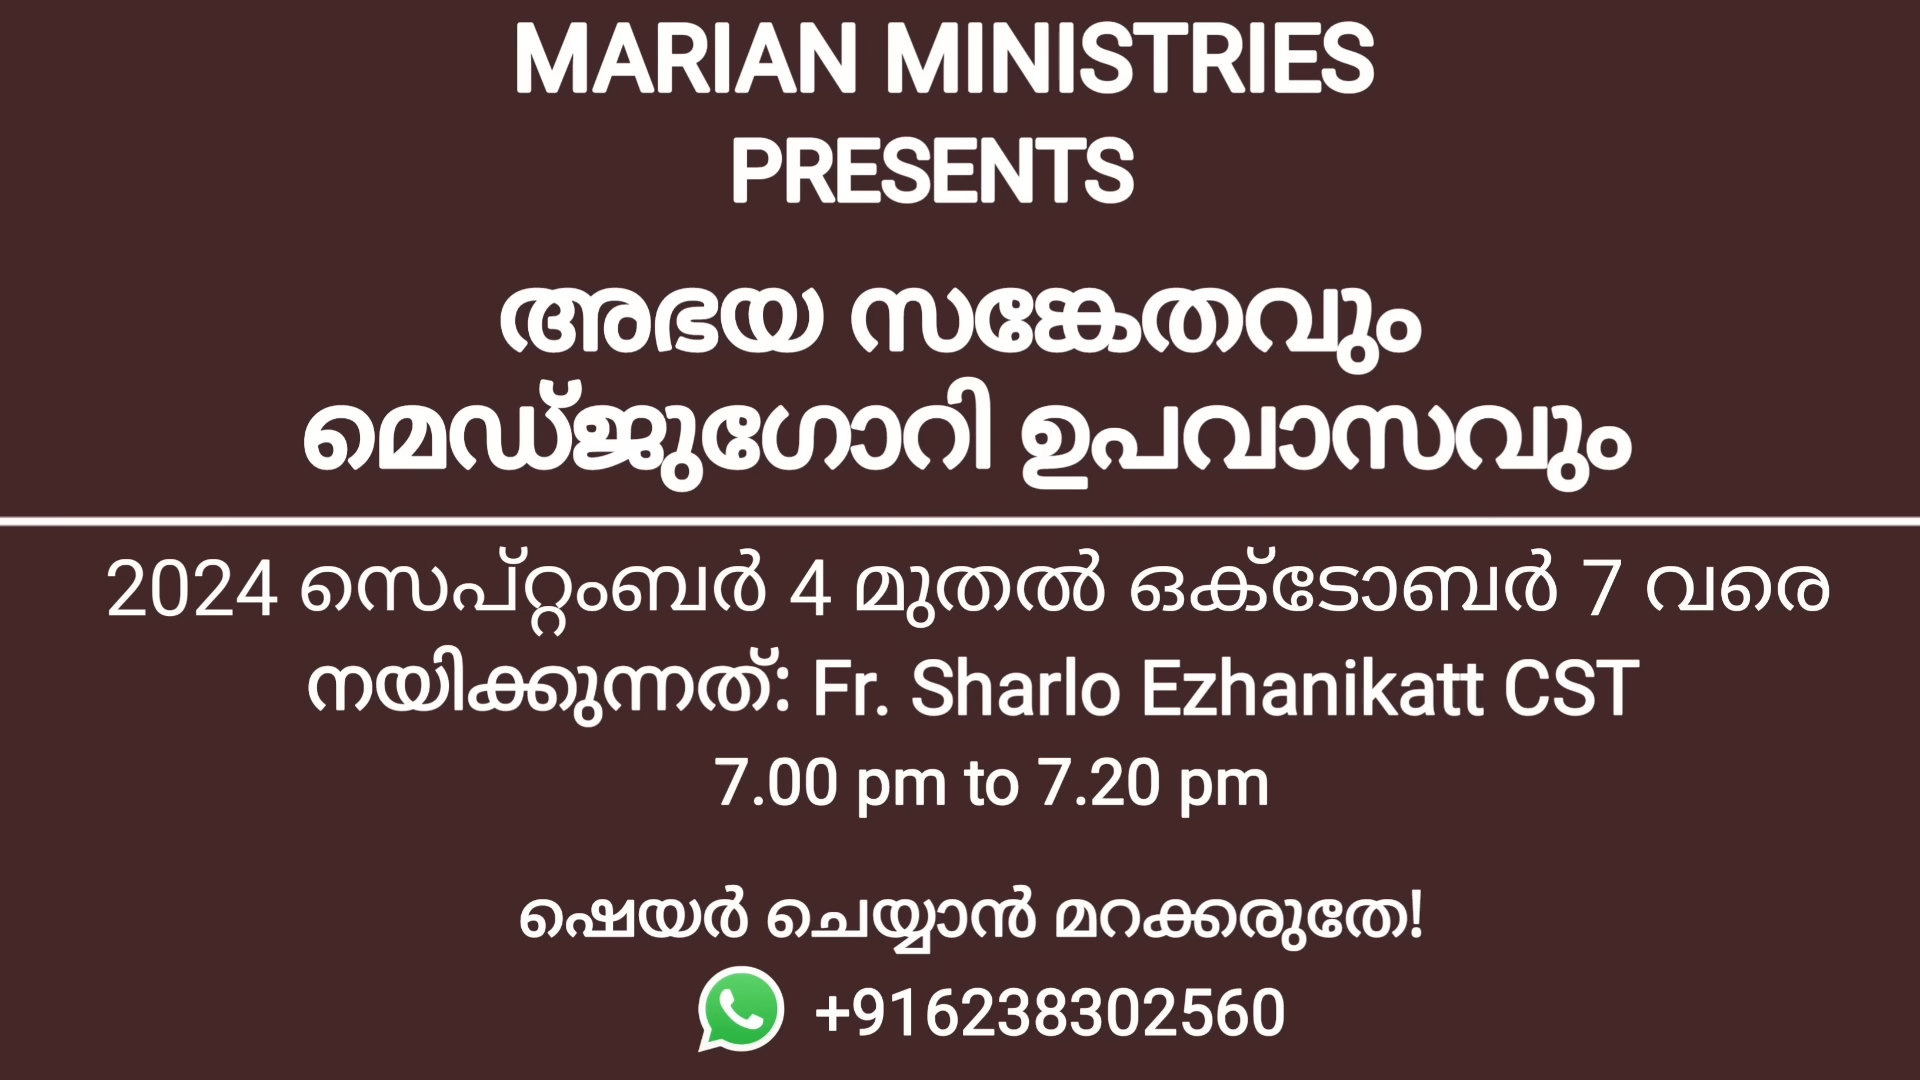 MARIAN MINISTRIES
PRESENTS
അഭയ സങ്കേതവും
മെഡ്ജുഗോറി ഉപവാസവും
2024 സെപ്റ്റംബർ 4 മുതൽ ഒക്ടോബർ 7 വരെ
നയിക്കുന്നത്: Fr. Sharlo Ezhanikatt CST
7.00 pm to 7.20 pm
ഷെയർ ചെയ്യാൻ മറക്കരുതേ!
+916238302560